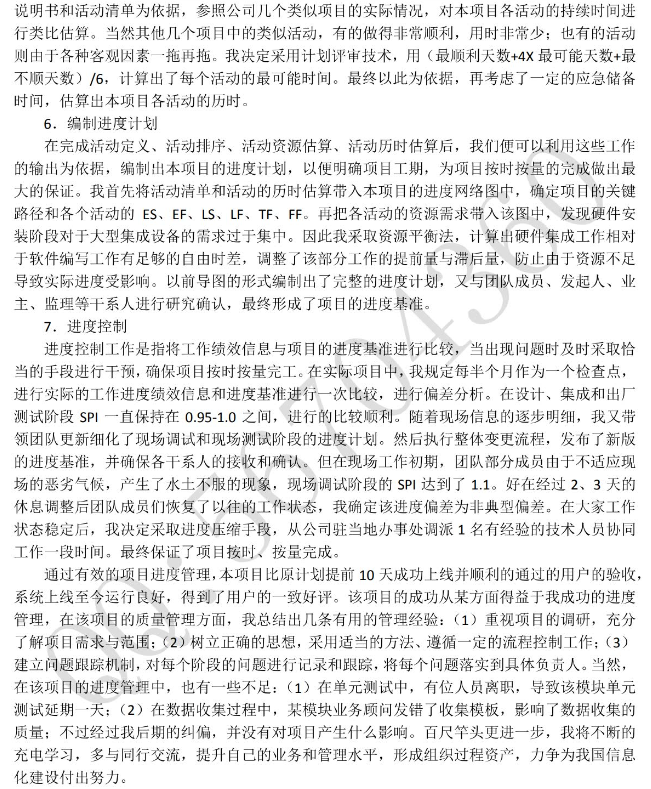 说明书和活动清单为依据，参照公司几个类似项目的实际情况，对本项目各活动的持续时间进
行类比估算。当然其他几个项目中的类似活动，有的做得非常顺利，用时非常少；也有的活动
则由于各种客观因素一拖再拖。我决定采用计划评审技术，用（最顺利天数+4X 最可能天数+最
不顺天数）/6，计算出了每个活动的最可能时间。最终以此为依据，再考虑了一定的应急储备
时间，估算出本项目各活动的历时。
6．编制进度计划
在完成活动定义、活动排序、活动资源估算、活动历时估算后，我们便可以利用这些工作
的输出为依据，编制出本项目的进度计划，以便明确项目工期，为项目按时按量的完成做出最
大的保证。我首先将活动清单和活动的历时估算带入本项目的进度网络图中，确定项目的关键
路径和各个活动的 ES、EF、LS、LF、TF、FF。再把各活动的资源需求带入该图中，发现硬件安
装阶段对于大型集成设备的需求过于集中。因此我采取资源平衡法，计算出硬件集成工作相对
于软件编写工作有足够的自由时差，调整了该部分工作的提前量与滞后量，防止由于资源不足
导致实际进度受影响。以前导图的形式编制出了完整的进度计划，又与团队成员、发起人、业
主、监理等干系人进行研究确认，最终形成了项目的进度基准。
7．进度控制
进度控制工作是指将工作绩效信息与项目的进度基准进行比较，当出现问题时及时采取恰
当的手段进行干预，确保项目按时按量完工。在实际项目中，我规定每半个月作为一个检查点，
进行实际的工作进度绩效信息和进度基准进行一次比较，进行偏差分析。在设计、集成和出厂
测试阶段 SPI 一直保持在 0.95-1.0 之间，进行的比较顺利。随着现场信息的逐步明细，我又带
领团队更新细化了现场调试和现场测试阶段的进度计划。然后执行整体变更流程，发布了新版
的进度基准，并确保各干系人的接收和确认。但在现场工作初期，团队部分成员由于不适应现
场的恶劣气候，产生了水土不服的现象，现场调试阶段的 SPI 达到了 1.1。好在经过 2、3 天的
休息调整后团队成员们恢复了以往的工作状态，我确定该进度偏差为非典型偏差。在大家工作
状态稳定后，我决定采取进度压缩手段，从公司驻当地办事处调派 1 名有经验的技术人员协同
工作一段时间。最终保证了项目按时、按量完成。
通过有效的项目进度管理，本项目比原计划提前 10 天成功上线并顺利的通过的用户的验收，
系统上线至今运行良好，得到了用户的一致好评。该项目的成功从某方面得益于我成功的进度
管理，在该项目的质量管理方面，我总结出几条有用的管理经验：（1）重视项目的调研，充分
了解项目需求与范围；（2）树立正确的思想，采用适当的方法、遵循一定的流程控制工作；（3）
建立问题跟踪机制，对每个阶段的问题进行记录和跟踪，将每个问题落实到具体负责人。当然，
在该项目的进度管理中，也有一些不足：（1）在单元测试中，有位人员离职，导致该模块单元
测试延期一天；（2）在数据收集过程中，某模块业务顾问发错了收集模板，影响了数据收集的
质量；不过经过我后期的纠偏，并没有对项目产生什么影响。百尺竿头更进一步，我将不断的
充电学习，多与同行交流，提升自己的业务和管理水平，形成组织过程资产，力争为我国信息
化建设付出努力。